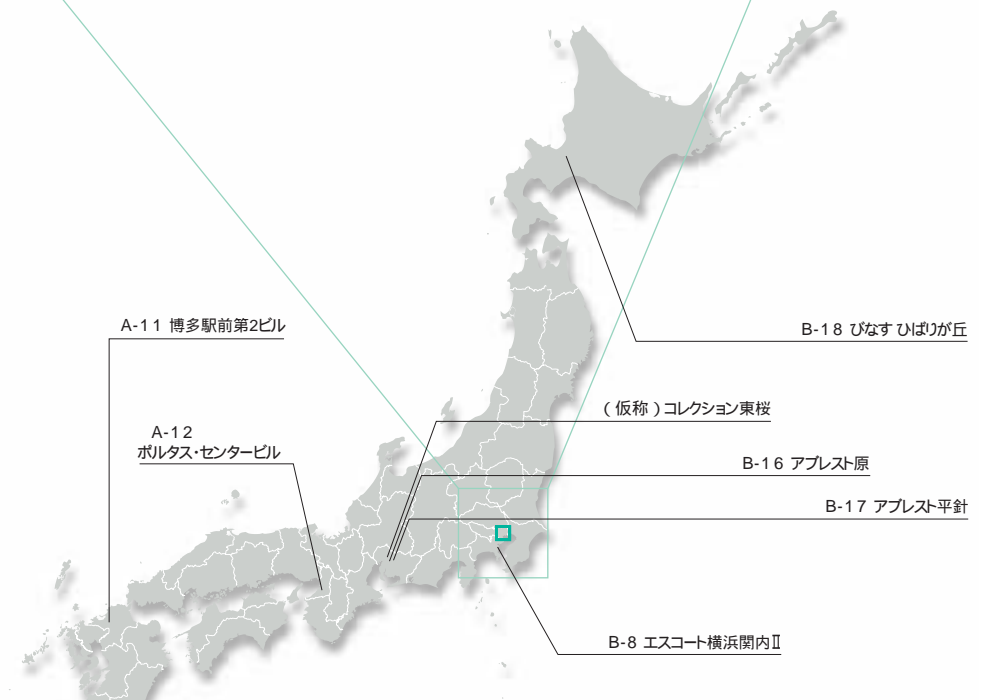 A-11 博多駅前第2ビル
B-18 びなす ひばりが丘
(仮称)コレクション東桜
A-12
ポルタス・センタービル
B-16 アプレスト原
B-17 アプレスト平針
B-8 エスコート横浜関内Ⅱ